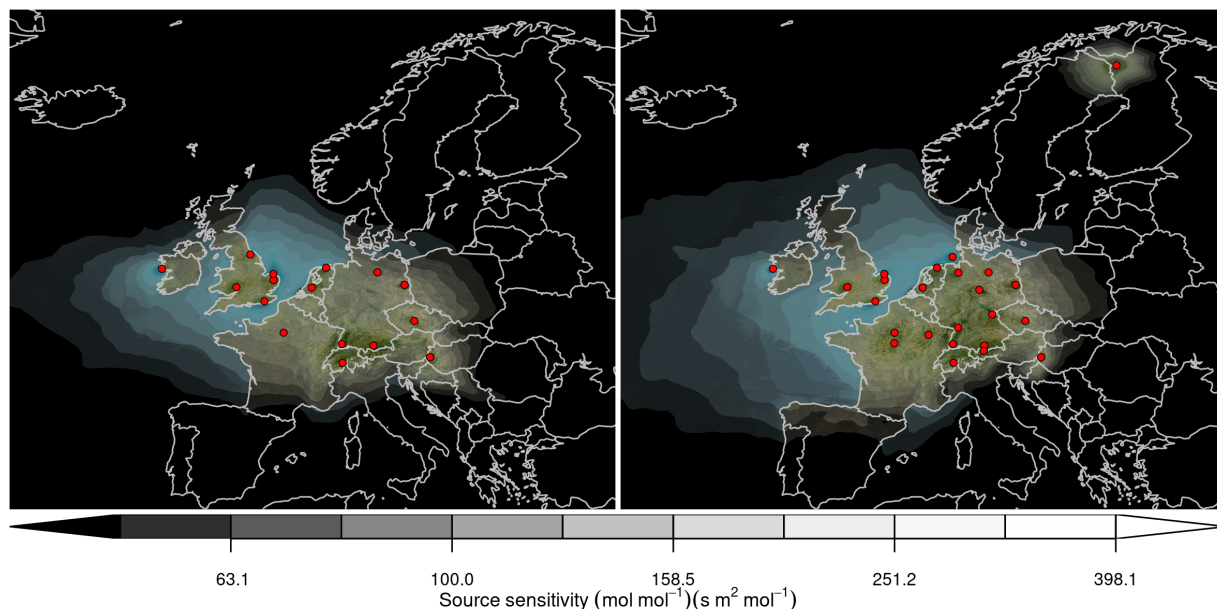 63.1 100.0 158.5 251.2 398.1
Source sensitivity (mol mol⁻¹)(s m² mol⁻¹)